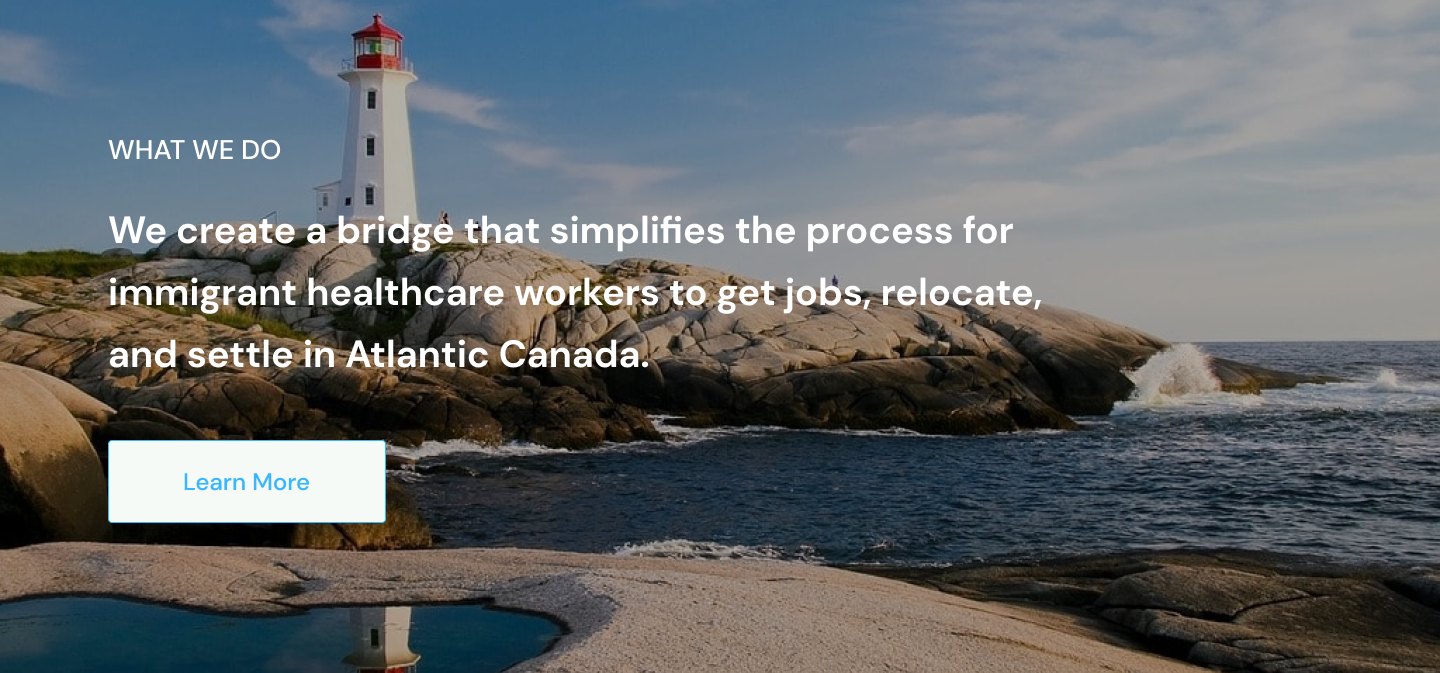 WHAT WE DO
We create a bridge that simplifies the process for
immigrant healthcare workers to get jobs, relocate,
and settle in Atlantic Canada.
Learn More